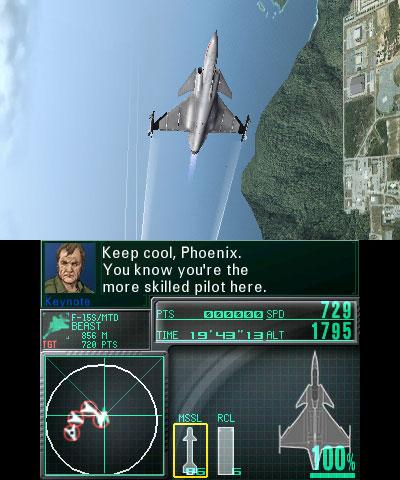 Keep cool, Phoenix.
You know you're the
more skilled pilot here.
Keynote
F-15S/MTD
BEAST
856 M
TGT 720 PTS
PTS 000000 SPD 729
TIME 19'43"13 ALT 1795
MSSL RCL
6
100%